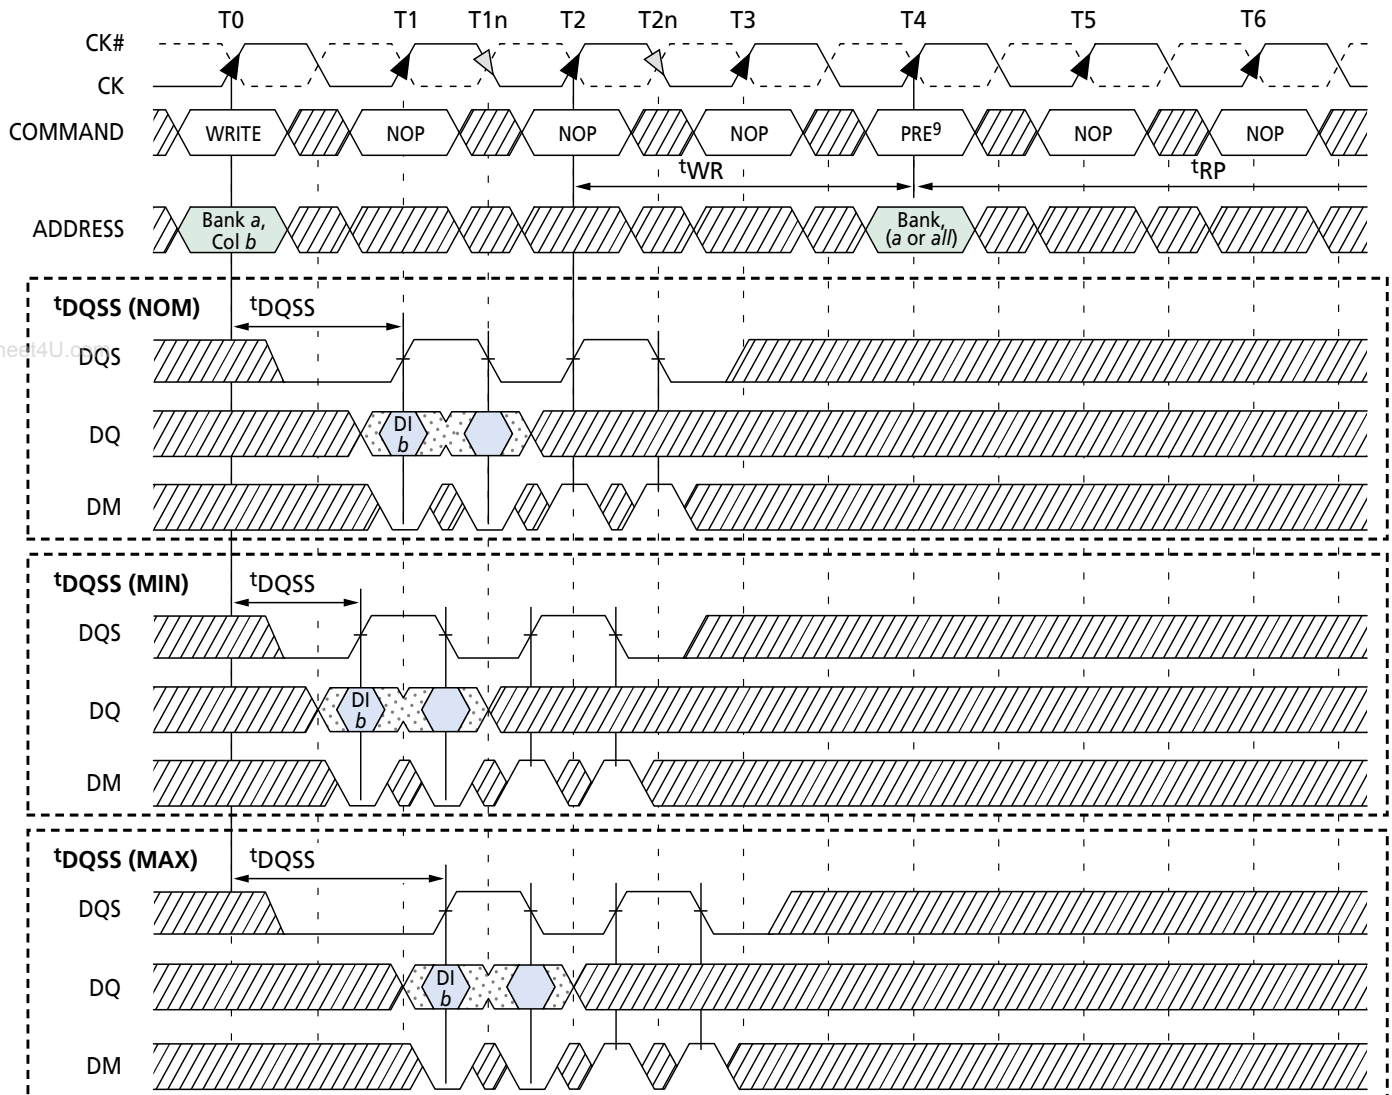 T0 T1 T1n T2 T2n T3 T4 T5 T6
CK#
CK
COMMAND WRITE NOP NOP NOP PRE9 NOP NOP
tWR tRP
ADDRESS Bank a, Col b Bank, (a or all)
tDQSS (NOM) tDQSS
DQS
DQ DI b
DM
tDQSS (MIN) tDQSS
DQS
DQ DI b
DM
tDQSS (MAX) tDQSS
DQS
DQ DI b
DM